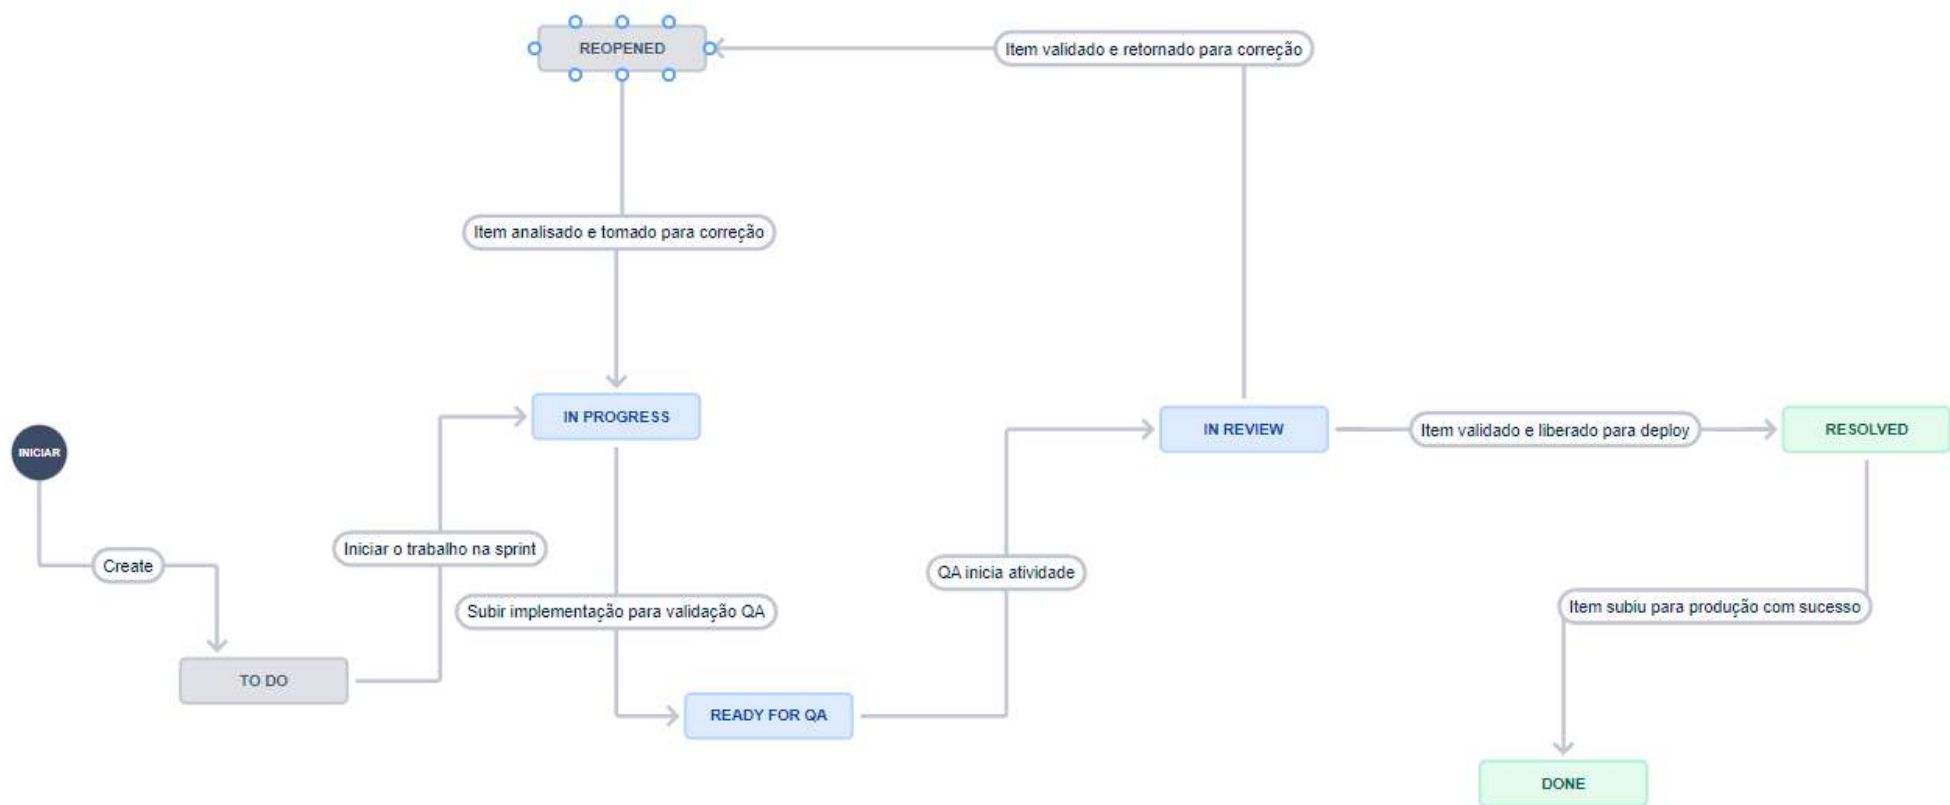 REOPENED
Item validado e retornado para correção
Item analisado e tomado para correção
IN PROGRESS
INICIAR
IN REVIEW
Item validado e liberado para deploy
RESOLVED
Iniciar o trabalho na sprint
Create
QA inicia atividade
Subir implementação para validação QA
Item subiu para produção com sucesso
TO DO
READY FOR QA
DONE